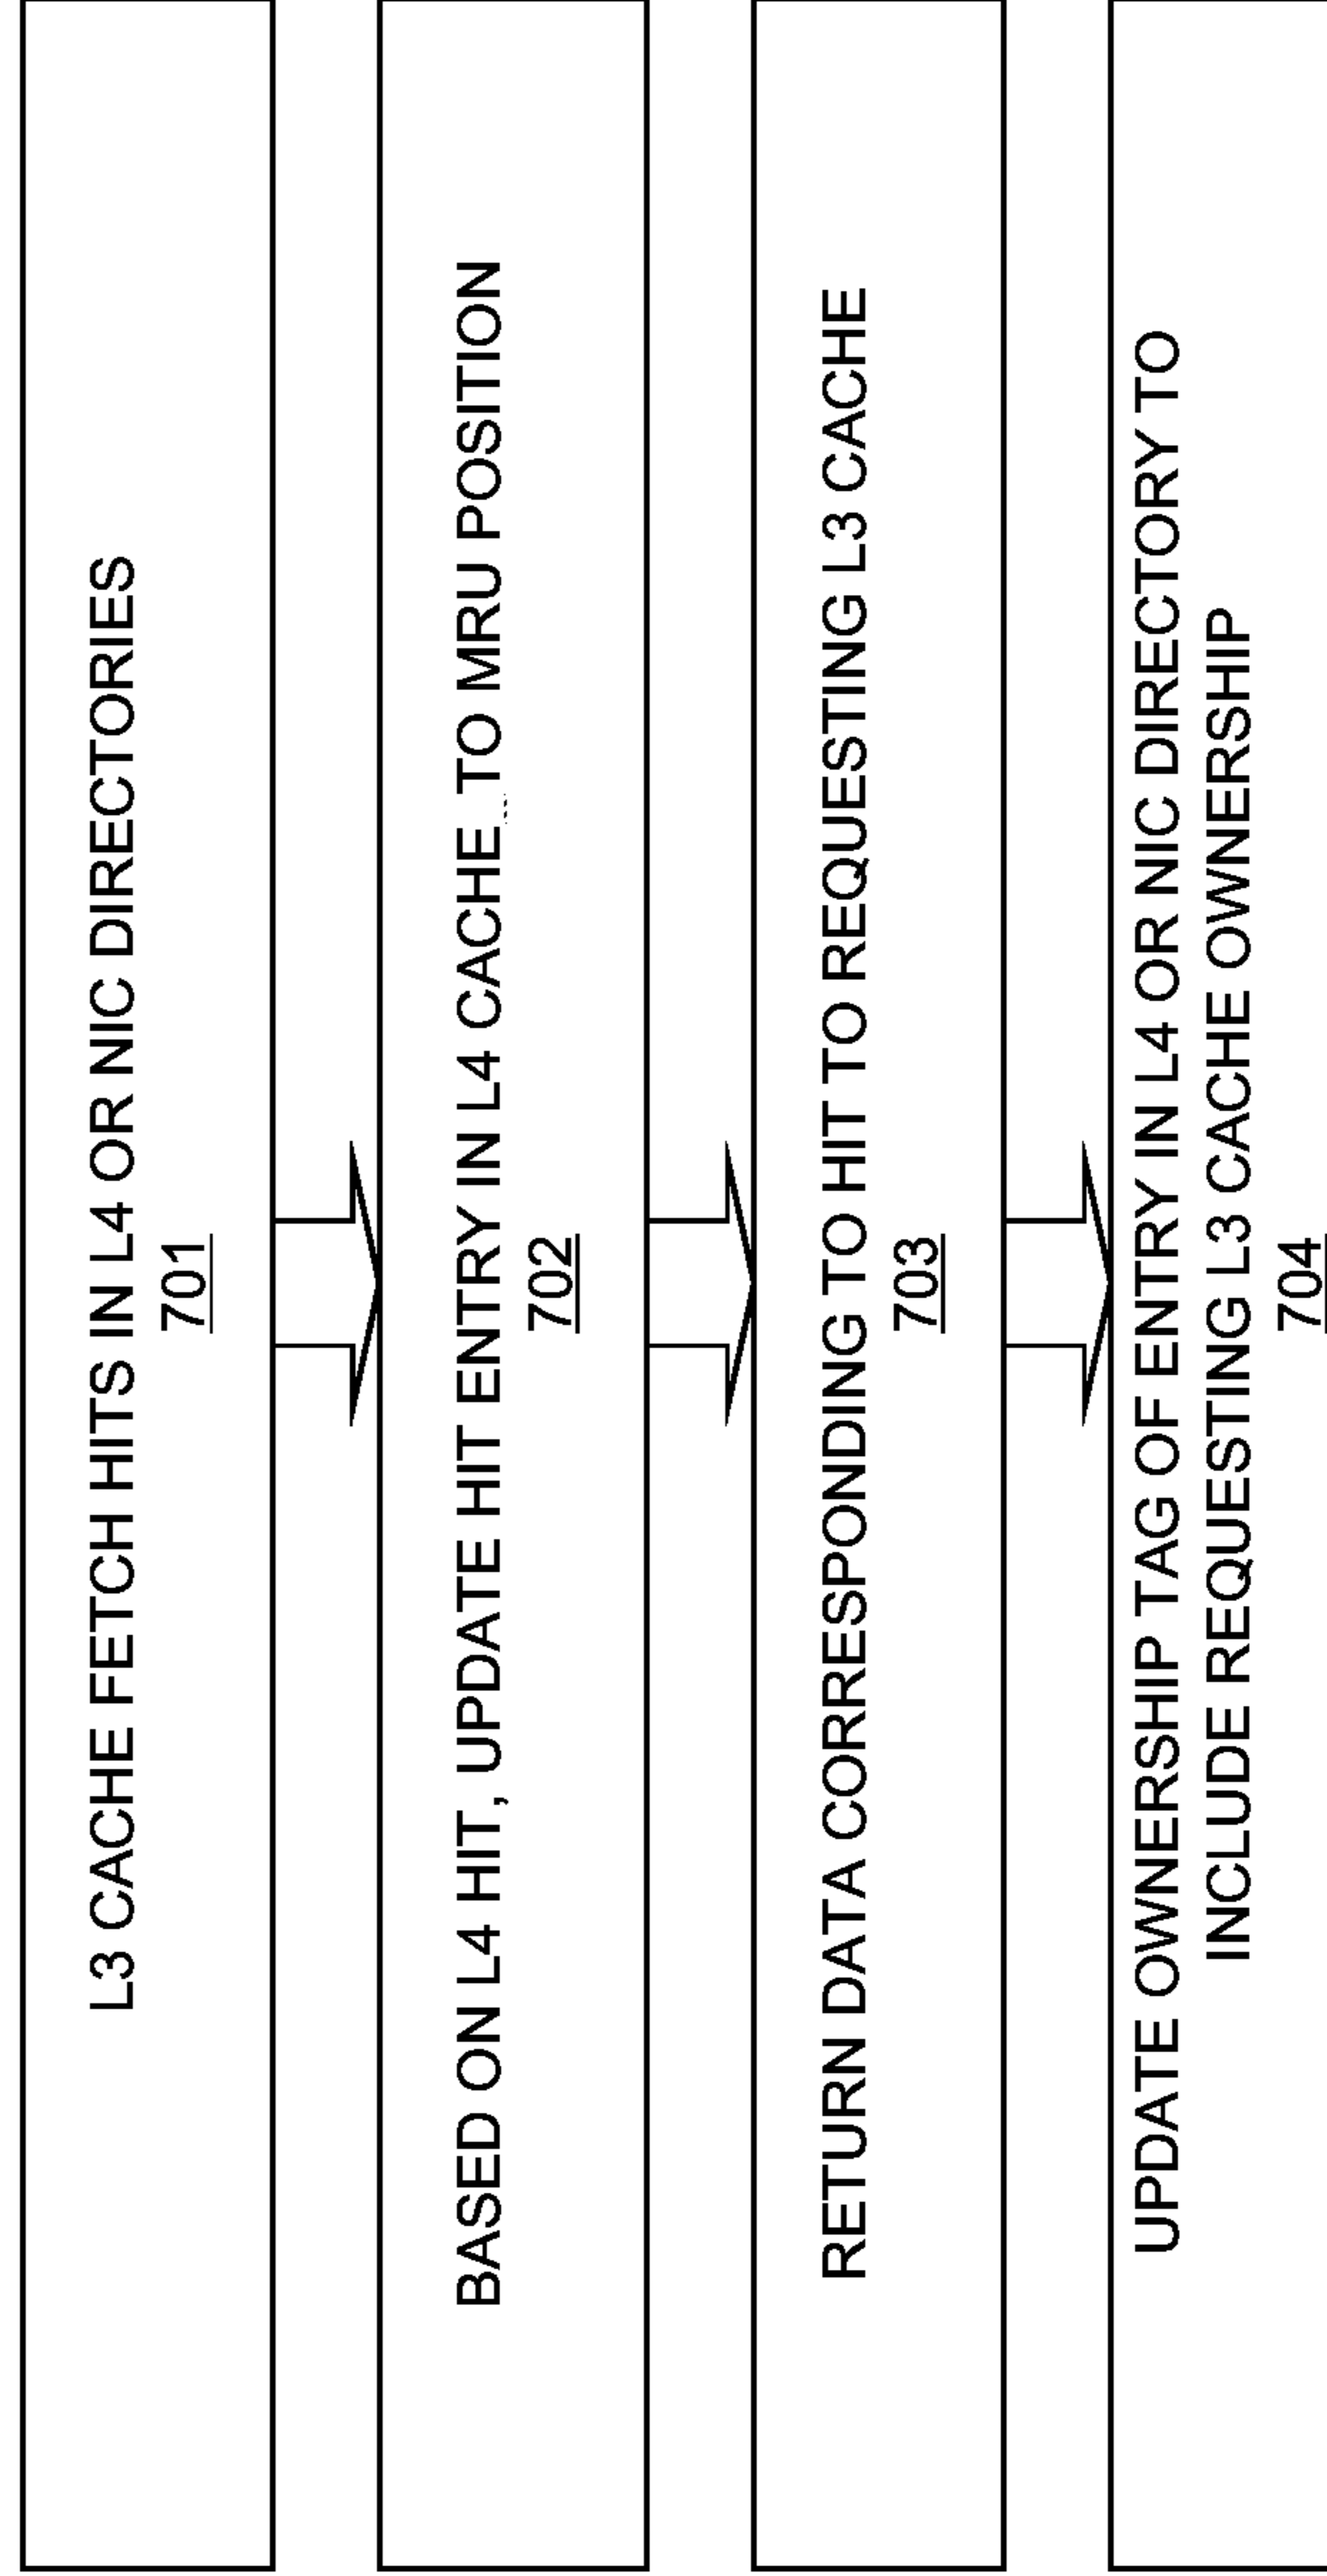 L3 CACHE FETCH HITS IN L4 OR NIC DIRECTORIES
701
BASED ON L4 HIT, UPDATE HIT ENTRY IN L4 CACHE TO MRU POSITION
702
RETURN DATA CORRESPONDING TO HIT TO REQUESTING L3 CACHE
703
UPDATE OWNERSHIP TAG OF ENTRY IN L4 OR NIC DIRECTORY TO
INCLUDE REQUESTING L3 CACHE OWNERSHIP
704